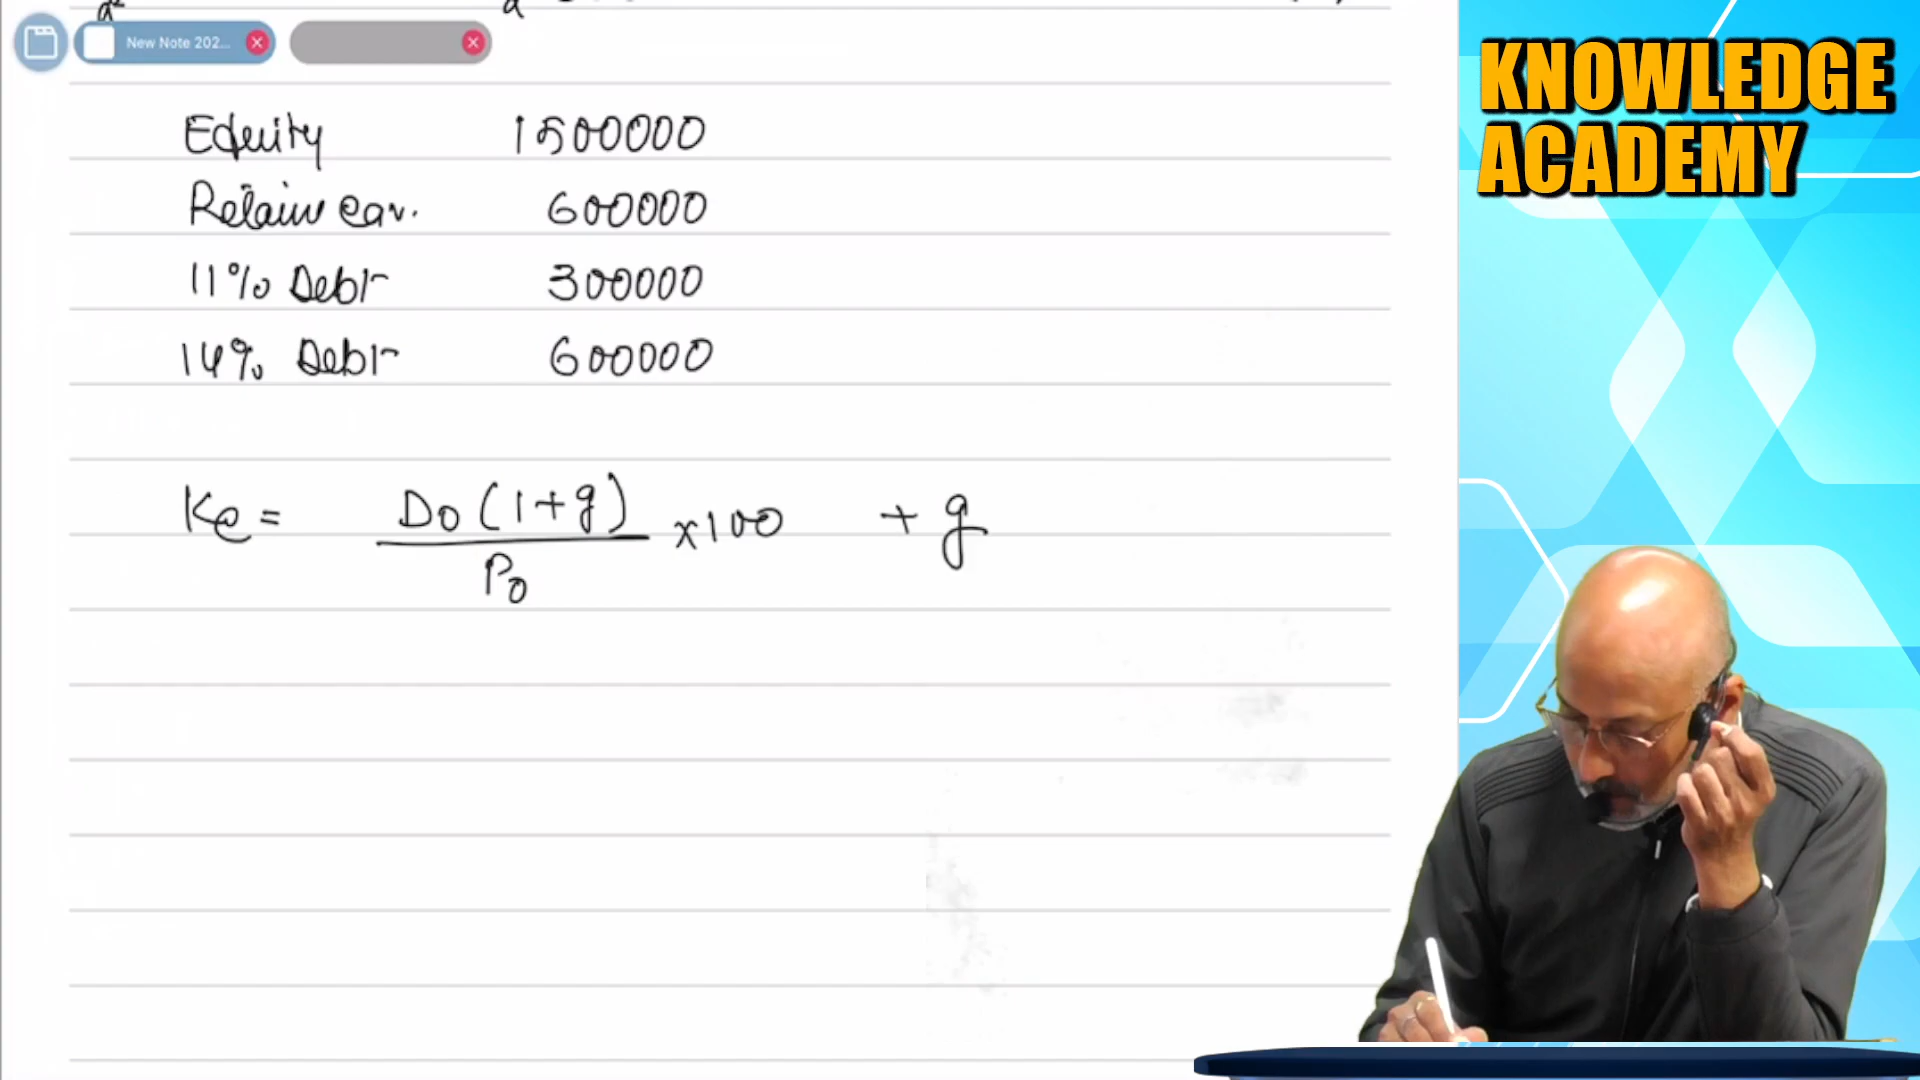 New Note 202...
KNOWLEDGE
ACADEMY
Equity 1500000
Retain ear. 600000
11% Debt 300000
14% Debt 600000
Ke = Do (1+g) / Po x100 + g